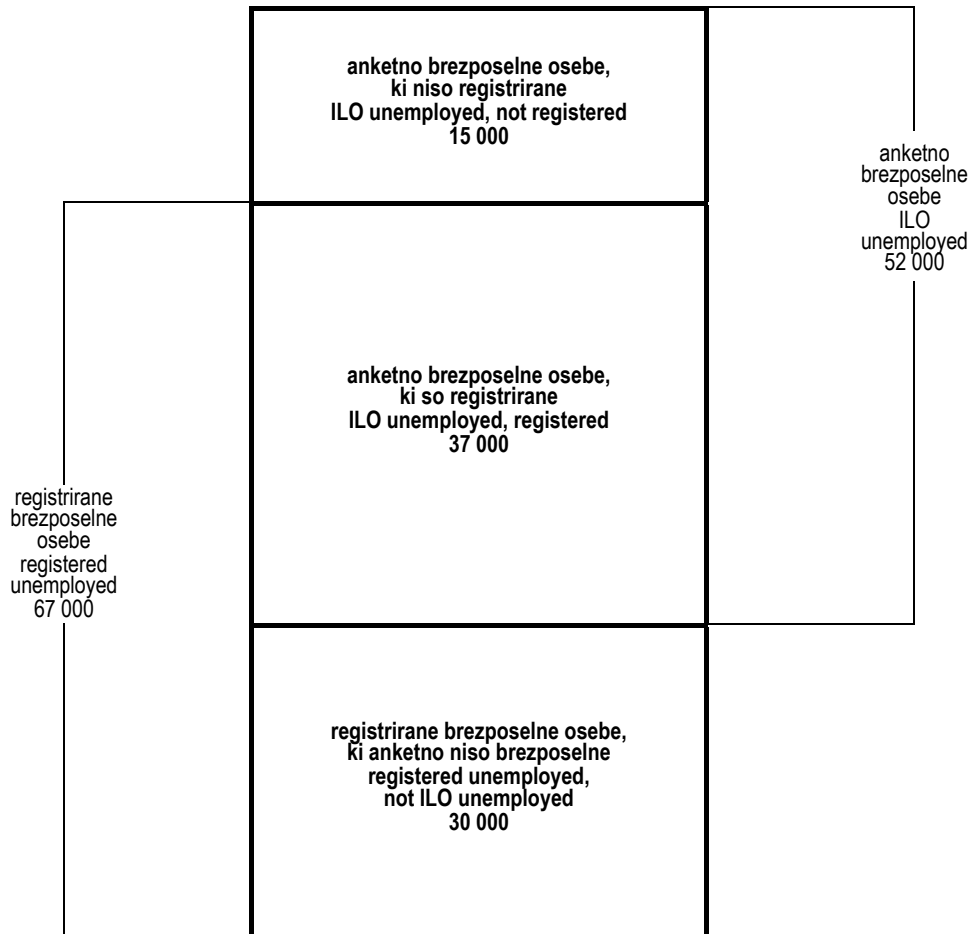 anketno brezposelne osebe,
ki niso registrirane
ILO unemployed, not registered
15 000
anketno
brezposelne
osebe
ILO
unemployed
52 000
anketno brezposelne osebe,
ki so registrirane
ILO unemployed, registered
37 000
registrirane
brezposelne
osebe
registered
unemployed
67 000
registrirane brezposelne osebe,
ki anketno niso brezposelne
registered unemployed,
not ILO unemployed
30 000